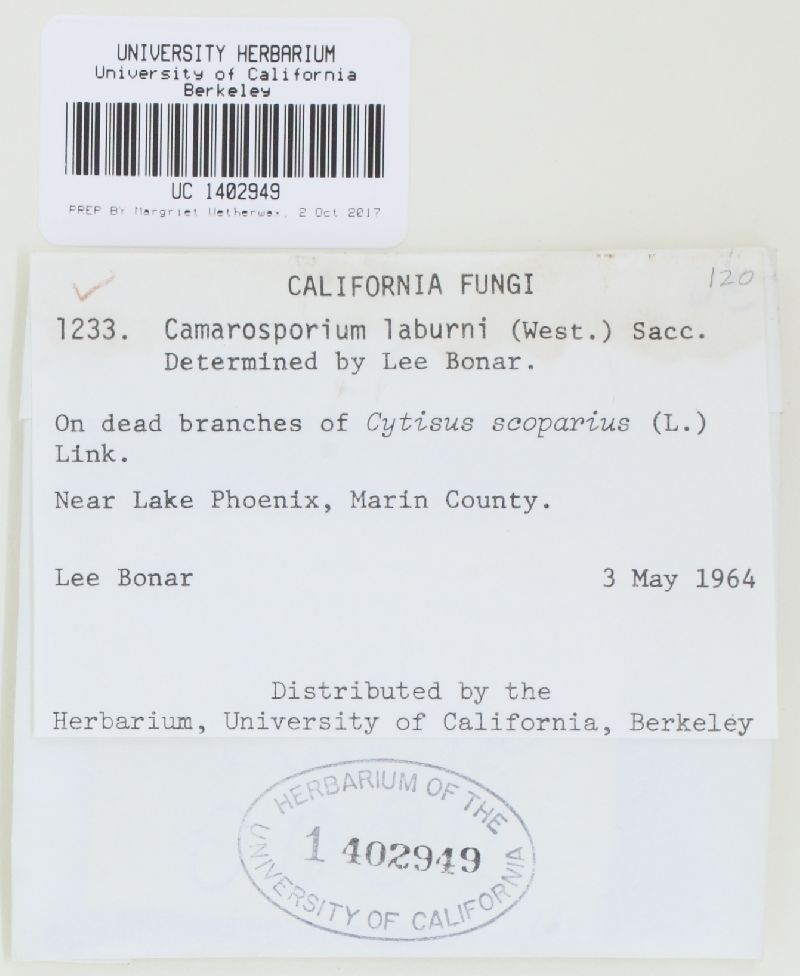 UNIVERSITY HERBARIUM
University of California
Berkeley
UC 1402949
PREP BY Margriet Wetherwax, 2 Oct 2017
CALIFORNIA FUNGI
120
1233. Camarosporium laburni (West.) Sacc.
Determined by Lee Bonar.
On dead branches of Cytisus scoparius (L.)
Link.
Near Lake Phoenix, Marin County.
Lee Bonar 3 May 1964
Distributed by the
Herbarium, University of California, Berkeley
HERBARIUM OF THE
1402949
UNIVERSITY OF CALIFORNIA